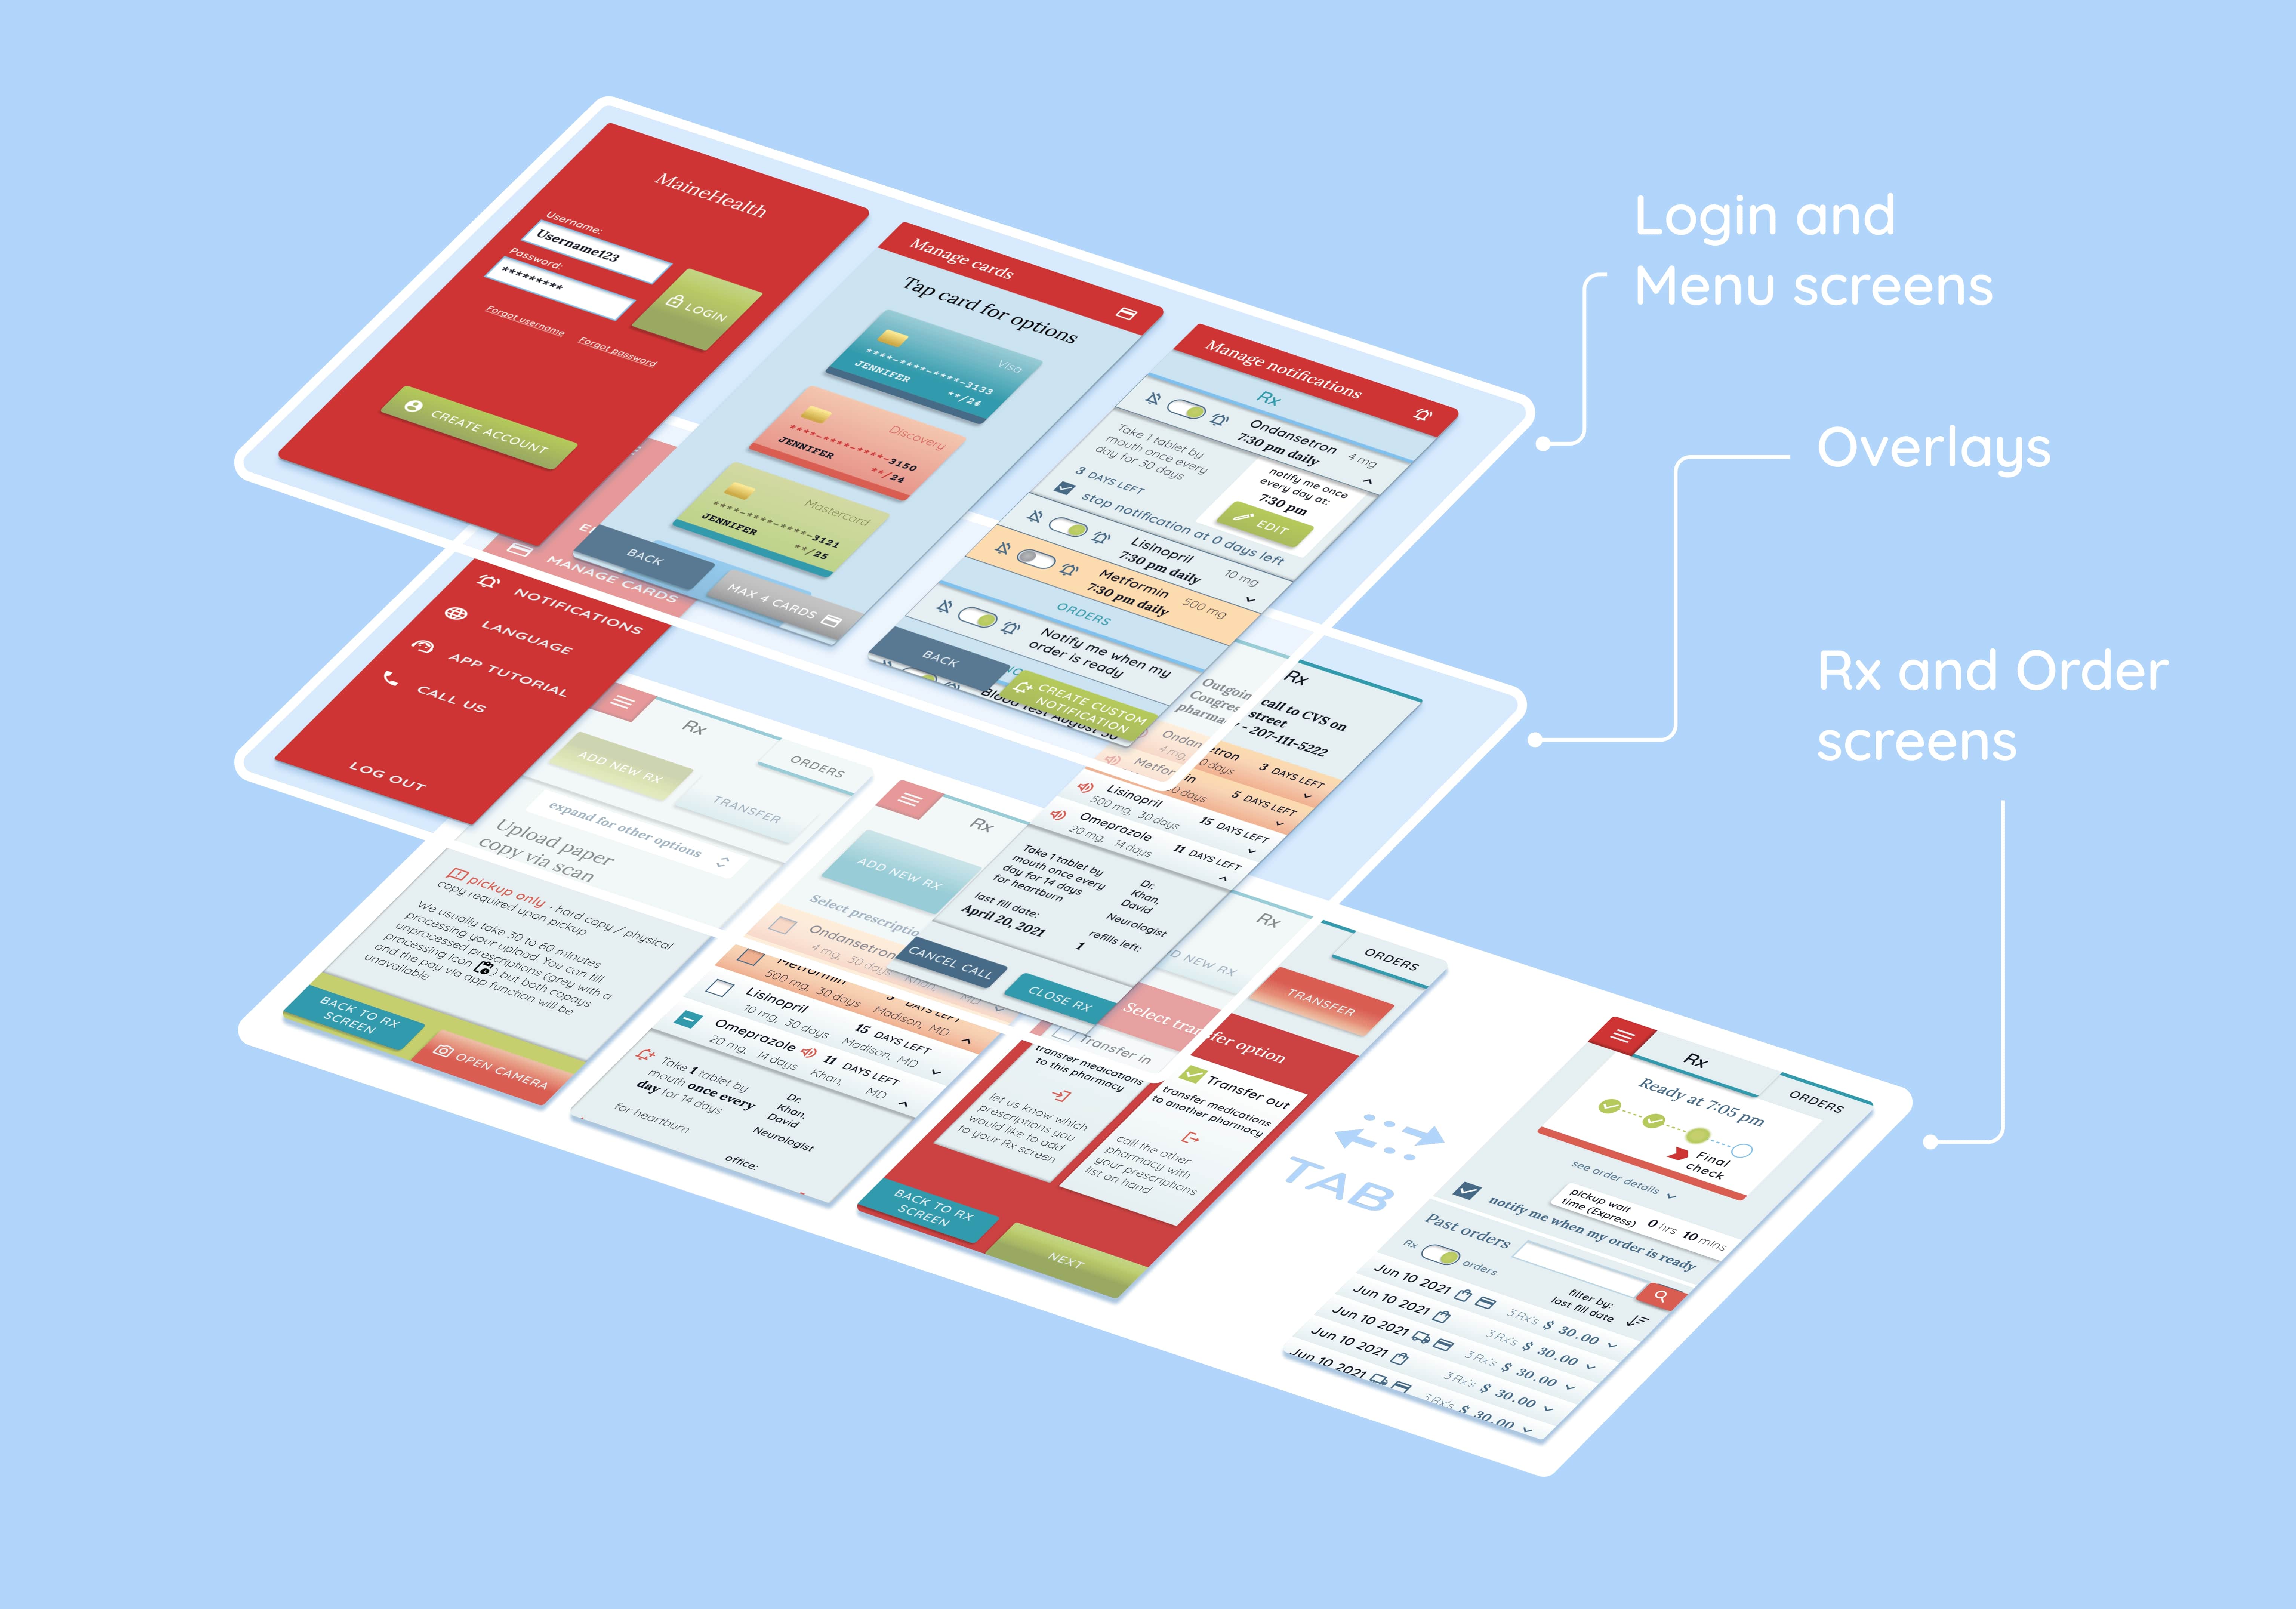 Login and
Menu screens
Overlays
Rx and Order
screens
MaineHealth
Username:
Username123
Password:
*********
LOGIN
Forgot username
Forgot password
CREATE ACCOUNT
Manage cards
Tap card for options
Visa
****-****-****-3133
JENNIFER
**/24
Discovery
****-****-****-3150
JENNIFER
**/24
Mastercard
****-****-****-3121
JENNIFER
**/25
BACK
MAX 4 CARDS
Manage notifications
Rx
Ondansetron
4 mg
7:30 pm daily
Take 1 tablet by
mouth once every
day for 30 days
3 DAYS LEFT
notify me once
every day at:
7:30 pm
EDIT
stop notification at 0 days left
Lisinopril
10 mg
7:30 pm daily
Metformin
500 mg
7:30 pm daily
ORDERS
Notify me when my
order is ready
BACK
CREATE CUSTOM
NOTIFICATION
MANAGE CARDS
NOTIFICATIONS
LANGUAGE
APP TUTORIAL
CALL US
LOG OUT
Rx
call to CVS on
street
- 207-111-5222
3 DAYS LEFT
5 DAYS LEFT
Lisinopril
500 mg, 30 days
15 DAYS LEFT
Omeprazole
20 mg, 14 days
11 DAYS LEFT
Take 1 tablet by
mouth once every
day for 14 days
for heartburn
Dr.
Khan,
David
Neurologist
last fill date:
April 20, 2021
refills left:
1
CANCEL CALL
CLOSE RX
Rx
ORDERS
ADD NEW RX
TRANSFER
expand for other options
Upload paper
copy via scan
pickup only - hard copy / physical
copy required upon pickup
We usually take 30 to 60 minutes
processing your upload. You can fill
unprocessed prescriptions (grey with a
processing icon ) but both copays
and the pay via app function will be
unavailable
BACK TO RX
SCREEN
OPEN CAMERA
Rx
ADD NEW RX
Select prescriptio
Ondansetron
4 mg, 30 days
Metformin
500 mg, 30 days
Madison, MD
Lisinopril
10 mg, 30 days
15 DAYS LEFT
Madison, MD
Omeprazole
20 mg, 14 days
11 DAYS LEFT
Khan, MD
Take 1 tablet by
mouth once every
day for 14 days
for heartburn
Dr.
Khan,
David
Neurologist
office:
Rx
ORDERS
TRANSFER
Select transfer option
Transfer in
transfer medications
to this pharmacy
let us know which
prescriptions you
would like to add
to your Rx screen
Transfer out
transfer medications
to another pharmacy
call the other
pharmacy with
your prescriptions
list on hand
BACK TO RX
SCREEN
NEXT
TAB
Rx
ORDERS
Ready at 7:05 pm
Final
check
see order details
pickup wait
time (Express)
0 hrs 10 mins
notify me when my order is ready
Past orders
Rx
orders
filter by:
last fill date
Jun 10 2021 3 Rx's $ 30.00
Jun 10 2021 3 Rx's $ 30.00
Jun 10 2021 3 Rx's $ 30.00
Jun 10 2021 3 Rx's $ 30.00
Jun 10 2021 3 Rx's $ 30.00